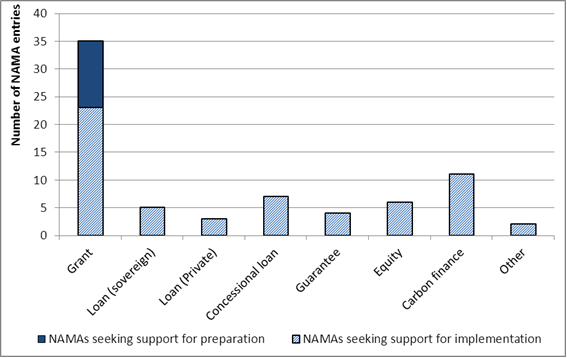 Number of NAMA entries
40
35
30
25
20
15
10
5
0
Grant
Loan (sovereign)
Loan (Private)
Concessional loan
Guarantee
Equity
Carbon finance
Other
NAMAs seeking support for preparation
NAMAs seeking support for implementation